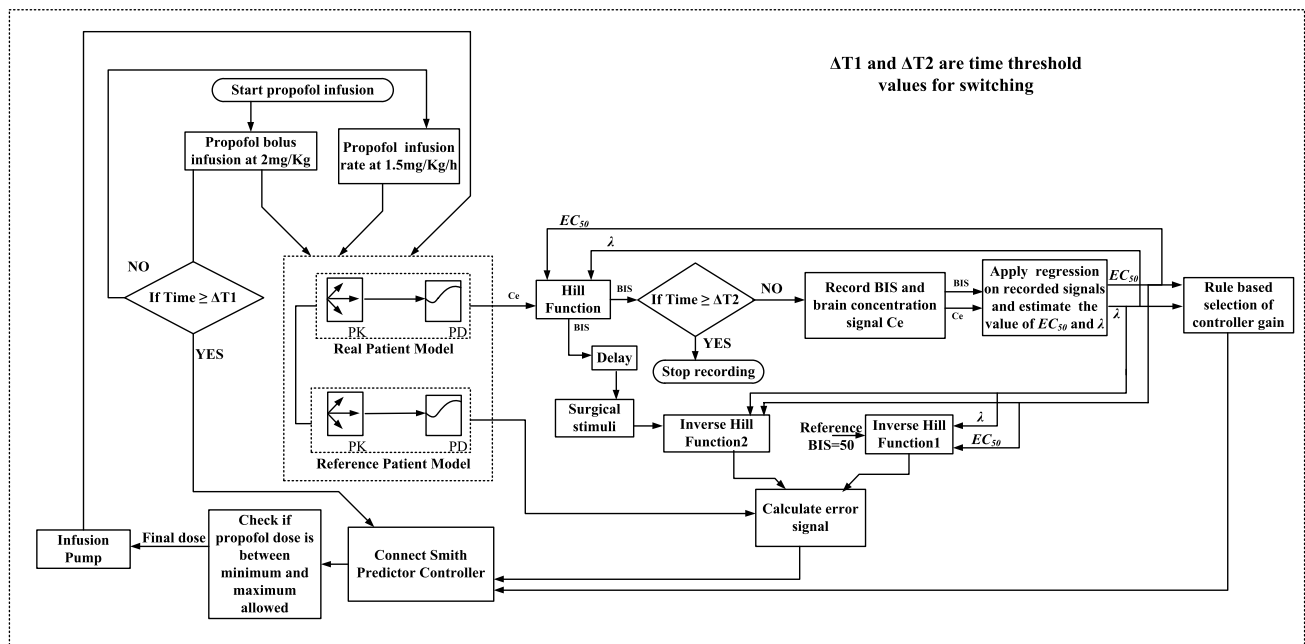 ΔT1 and ΔT2 are time threshold
values for switching
Start propofol infusion
Propofol bolus
infusion at 2mg/Kg
Propofol infusion
rate at 1.5mg/Kg/h
NO
If Time ≥ ΔT1
YES
PK
PD
Real Patient Model
PK
PD
Reference Patient Model
Ce
EC50
λ
Hill
Function
BIS
BIS
If Time ≥ ΔT2
NO
YES
Stop recording
Record BIS and
brain concentration
signal Ce
BIS
Ce
Apply regression
on recorded signals
and estimate the
value of EC50 and λ
EC50
λ
Rule based
selection of
controller gain
Delay
Surgical
stimuli
Inverse Hill
Function2
Reference
BIS=50
Inverse Hill
Function1
λ
EC50
Calculate error
signal
Connect Smith
Predictor Controller
Check if
propofol dose is
between
minimum and
maximum
allowed
Final dose
Infusion
Pump